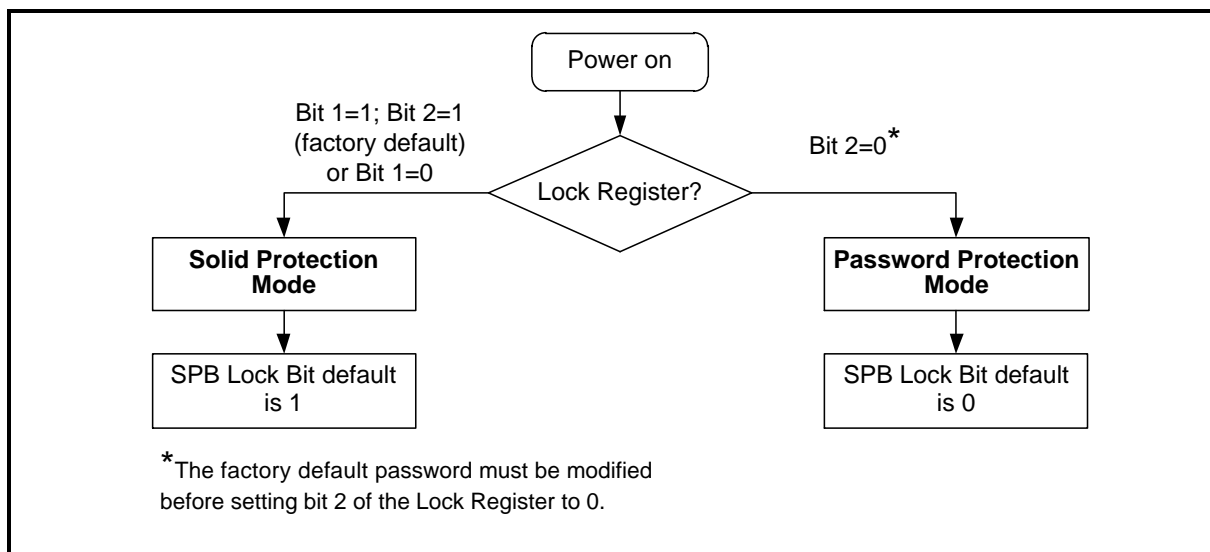 Power on
Bit 1=1; Bit 2=1
(factory default)
or Bit 1=0
Bit 2=0*
Lock Register?
Solid Protection
Mode
Password Protection
Mode
SPB Lock Bit default
is 1
SPB Lock Bit default
is 0
*The factory default password must be modified
before setting bit 2 of the Lock Register to 0.